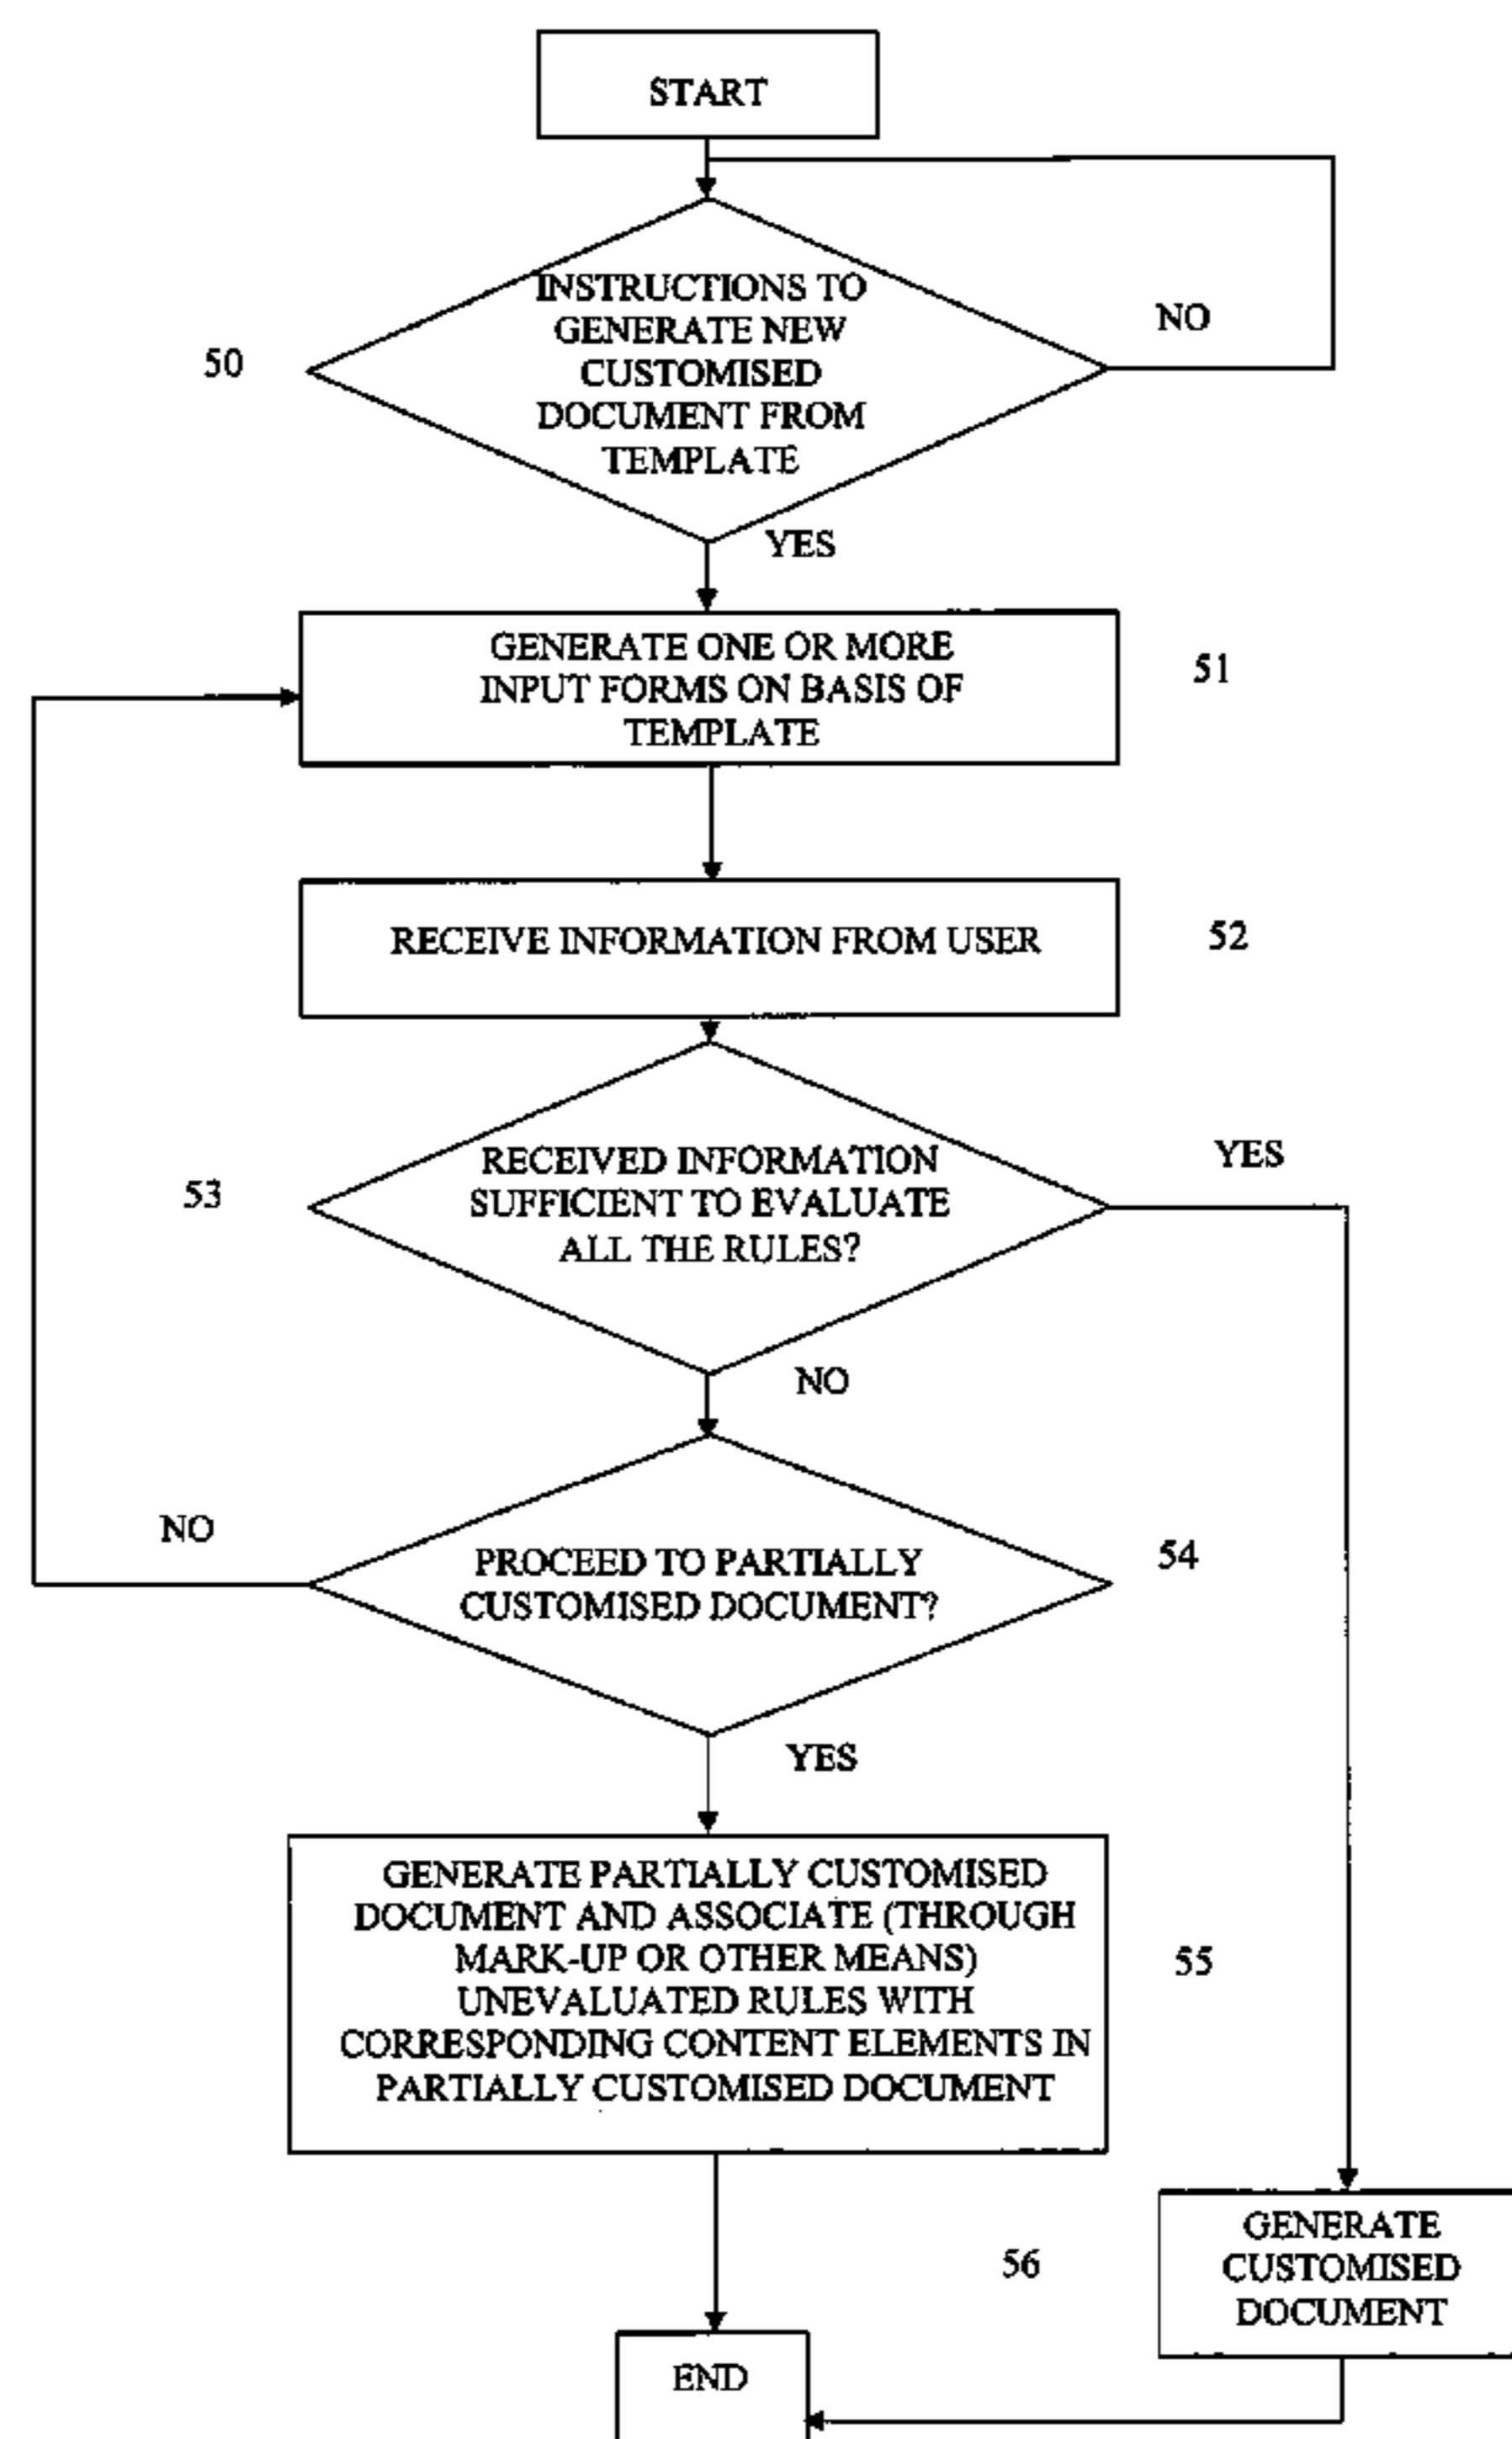 START
INSTRUCTIONS TO
GENERATE NEW
CUSTOMISED
DOCUMENT FROM
TEMPLATE
50
NO
YES
GENERATE ONE OR MORE
INPUT FORMS ON BASIS OF
TEMPLATE
51
RECEIVE INFORMATION FROM USER
52
RECEIVED INFORMATION
SUFFICIENT TO EVALUATE
ALL THE RULES?
53
YES
NO
PROCEED TO PARTIALLY
CUSTOMISED DOCUMENT?
54
NO
YES
GENERATE PARTIALLY CUSTOMISED
DOCUMENT AND ASSOCIATE (THROUGH
MARK-UP OR OTHER MEANS)
UNEVALUATED RULES WITH
CORRESPONDING CONTENT ELEMENTS IN
PARTIALLY CUSTOMISED DOCUMENT
55
56
GENERATE
CUSTOMISED
DOCUMENT
END